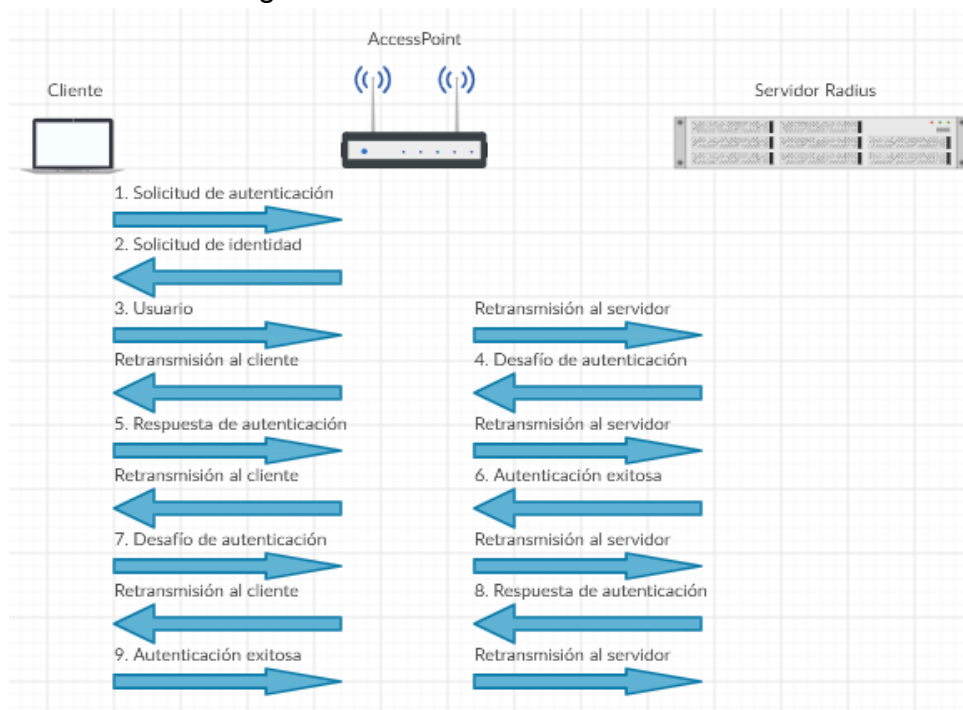 AccessPoint
Cliente
Servidor Radius
1. Solicitud de autenticación
2. Solicitud de identidad
3. Usuario
Retransmisión al servidor
Retransmisión al cliente
4. Desafío de autenticación
5. Respuesta de autenticación
Retransmisión al servidor
Retransmisión al cliente
6. Autenticación exitosa
7. Desafío de autenticación
Retransmisión al servidor
Retransmisión al cliente
8. Respuesta de autenticación
9. Autenticación exitosa
Retransmisión al servidor